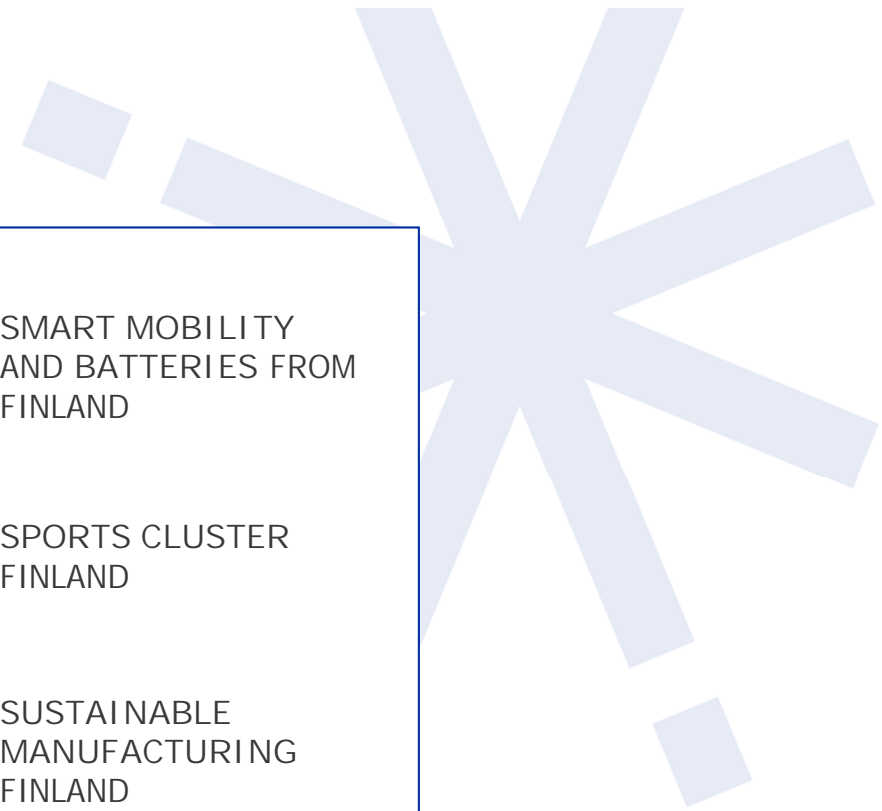 SMART MOBILITY
AND BATTERIES FROM
FINLAND
SPORTS CLUSTER
FINLAND
SUSTAINABLE
MANUFACTURING
FINLAND